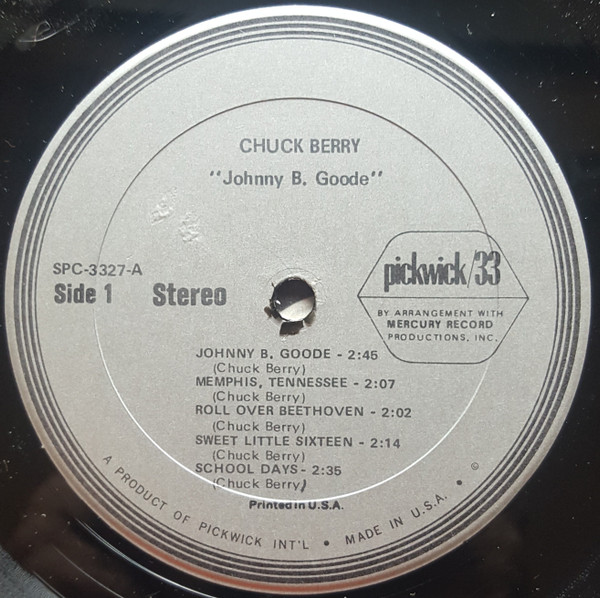 CHUCK BERRY
"Johnny B. Goode"
SPC-3327-A
Side 1 Stereo
pickwick/33
BY ARRANGEMENT WITH
MERCURY RECORD
PRODUCTIONS, INC.
JOHNNY B. GOODE - 2:45
(Chuck Berry)
MEMPHIS, TENNESSEE - 2:07
(Chuck Berry)
ROLL OVER BEETHOVEN - 2:02
(Chuck Berry)
SWEET LITTLE SIXTEEN - 2:14
(Chuck Berry)
SCHOOL DAYS - 2:35
(Chuck Berry)
Printed in U.S.A.
A PRODUCT OF PICKWICK INT'L • MADE IN U.S.A. • ©